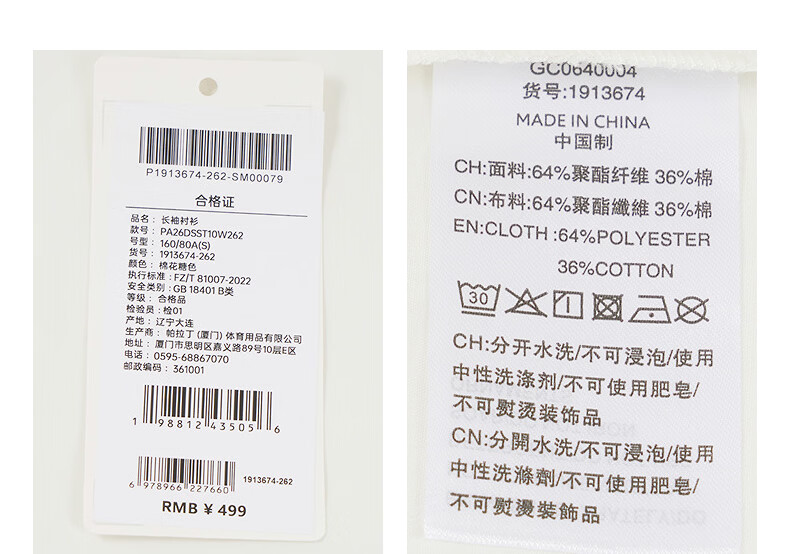 P1913674-262-SM00079
合格证
品名： 长袖衬衫
款号： PA26DSST10W262
号型： 160/80A(S)
货号： 1913674-262
颜色： 棉花糖色
执行标准：FZ/T 81007-2022
安全类别：GB 18401 B类
等级： 合格品
检验员：检01
产地： 辽宁大连
生产商： 帕拉丁 (厦门) 体育用品有限公司
地址： 厦门市思明区嘉义路89号10层E区
电话： 0595-68867070
邮政编码： 361001
1 98812 43505 6
1913674-262
6 978966 227660
RMB ¥ 499
GC0640004
货号:1913674
MADE IN CHINA
中国制
CH:面料:64%聚酯纤维 36%棉
CN:布料:64%聚酯纖維 36%棉
EN:CLOTH :64%POLYESTER
36%COTTON
30
CH:分开水洗/不可浸泡/使用
中性洗涤剂/不可使用肥皂/
不可熨烫装饰品
CN:分開水洗/不可浸泡/使用
中性洗滌劑/不可使用肥皂/
不可熨燙裝飾品